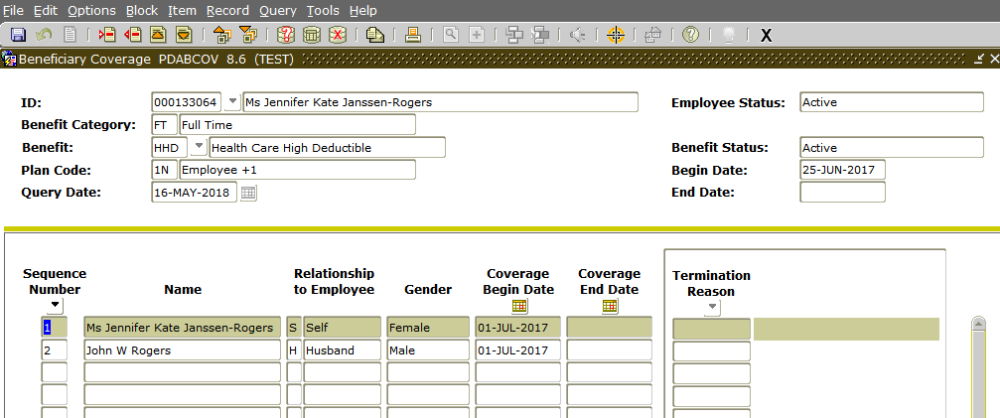 File Edit Options Block Item Record Query Tools Help
X
Beneficiary Coverage PDABCOV 8.6 (TEST)
ID: 000133064 Ms Jennifer Kate Janssen-Rogers Employee Status: Active
Benefit Category: FT Full Time
Benefit: HHD Health Care High Deductible Benefit Status: Active
Plan Code: 1N Employee +1 Begin Date: 25-JUN-2017
Query Date: 16-MAY-2018 End Date:
Sequence Relationship Coverage Coverage Termination
Number Name to Employee Gender Begin Date End Date Reason
1 Ms Jennifer Kate Janssen-Rogers S Self Female 01-JUL-2017
2 John W Rogers H Husband Male 01-JUL-2017